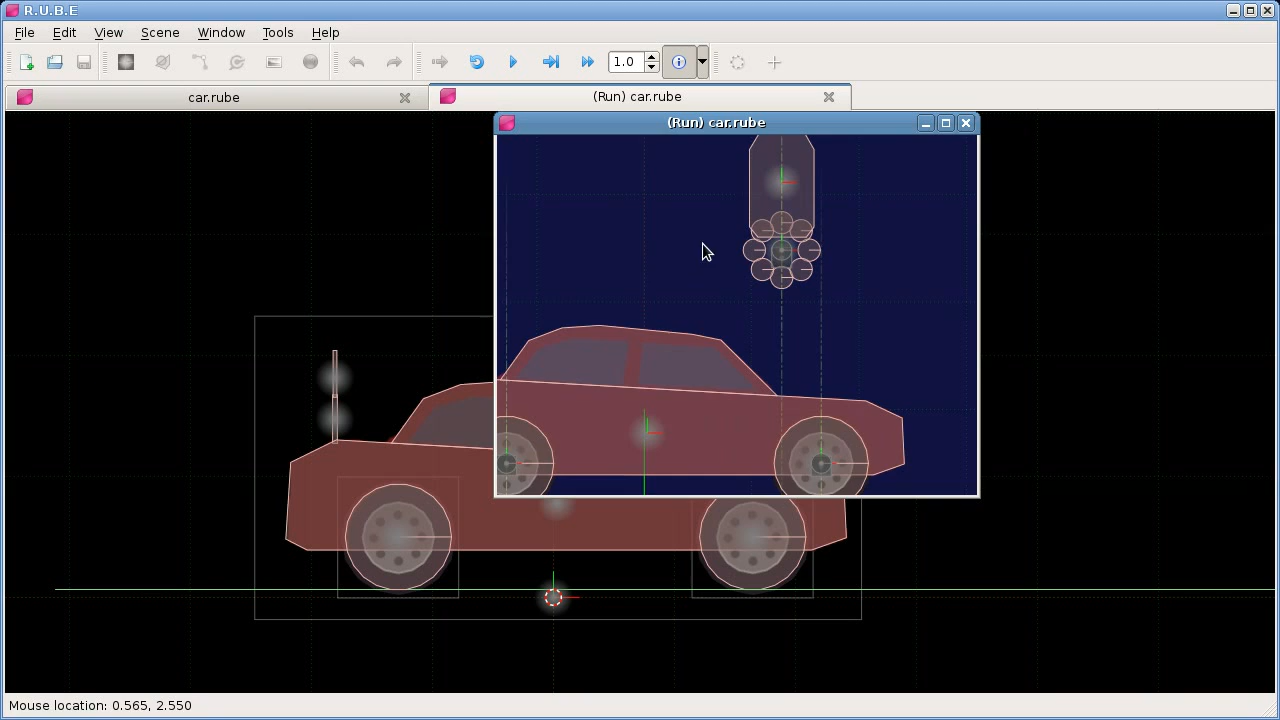 R.U.B.E
File Edit View Scene Window Tools Help
1.0
car.rube
(Run) car.rube
(Run) car.rube
Mouse location: 0.565, 2.550